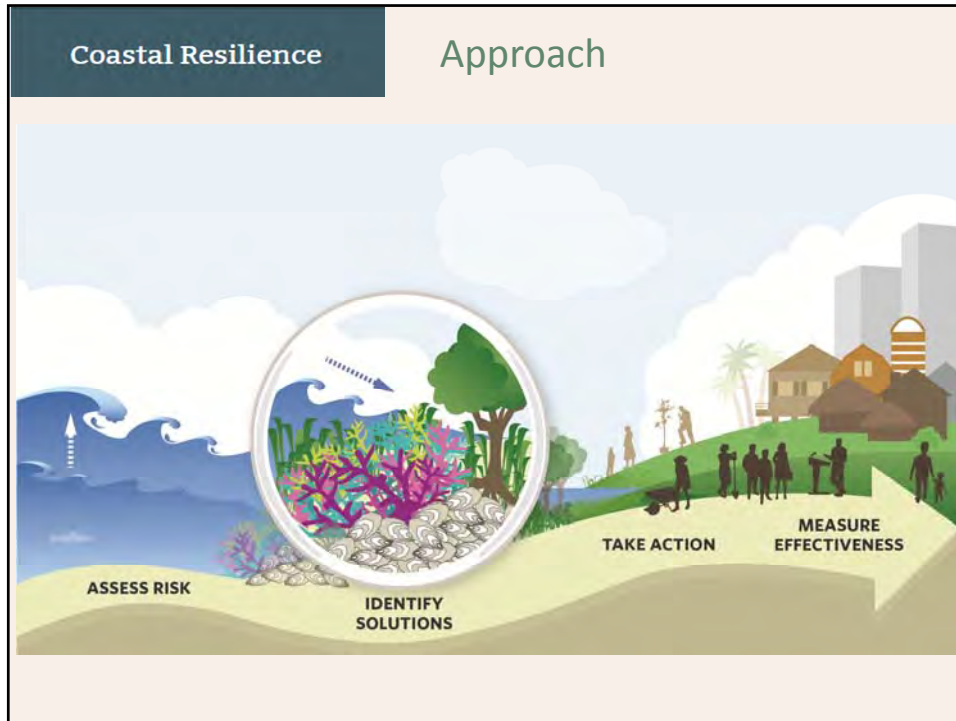 Coastal Resilience
Approach
ASSESS RISK
IDENTIFY
SOLUTIONS
TAKE ACTION
MEASURE
EFFECTIVENESS